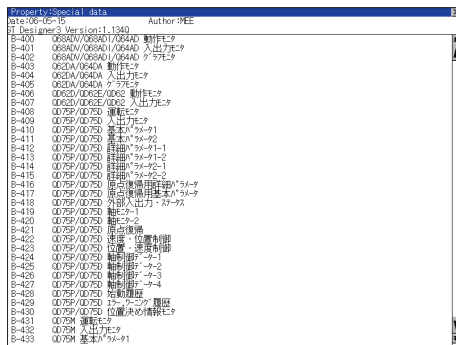 Property:Special data
Date:06-05-15 Author:MEE
GT Designer3 Version:1.134Q
B-400 Q68ADV/Q68ADI/Q64AD 動作ﾓﾆﾀ
B-401 Q68ADV/Q68ADI/Q64AD 入出力ﾓﾆﾀ
B-402 Q68ADV/Q68ADI/Q64AD ｸﾞﾗﾌﾓﾆﾀ
B-403 Q62DA/Q64DA 動作ﾓﾆﾀ
B-404 Q62DA/Q64DA 入出力ﾓﾆﾀ
B-405 Q62DA/Q64DA ｸﾞﾗﾌﾓﾆﾀ
B-406 QD62D/QD62E/QD62 動作ﾓﾆﾀ
B-407 QD62D/QD62E/QD62 入出力ﾓﾆﾀ
B-408 QD75P/QD75D 運転ﾓﾆﾀ
B-409 QD75P/QD75D 入出力ﾓﾆﾀ
B-410 QD75P/QD75D 基本ﾊﾟﾗﾒｰﾀ1
B-411 QD75P/QD75D 基本ﾊﾟﾗﾒｰﾀ2
B-412 QD75P/QD75D 詳細ﾊﾟﾗﾒｰﾀ1-1
B-413 QD75P/QD75D 詳細ﾊﾟﾗﾒｰﾀ1-2
B-414 QD75P/QD75D 詳細ﾊﾟﾗﾒｰﾀ2-1
B-415 QD75P/QD75D 詳細ﾊﾟﾗﾒｰﾀ2-2
B-416 QD75P/QD75D 原点復帰用詳細ﾊﾟﾗﾒｰﾀ
B-417 QD75P/QD75D 原点復帰用基本ﾊﾟﾗﾒｰﾀ
B-418 QD75P/QD75D 外部入出力・ｽﾃｰﾀｽ
B-419 QD75P/QD75D 軸ﾓﾆﾀｰ1
B-420 QD75P/QD75D 軸ﾓﾆﾀｰ2
B-421 QD75P/QD75D 原点復帰
B-422 QD75P/QD75D 速度・位置制御
B-423 QD75P/QD75D 位置・速度制御
B-424 QD75P/QD75D 軸制御ﾃﾞｰﾀｰ1
B-425 QD75P/QD75D 軸制御ﾃﾞｰﾀｰ2
B-426 QD75P/QD75D 軸制御ﾃﾞｰﾀｰ3
B-427 QD75P/QD75D 軸制御ﾃﾞｰﾀｰ4
B-428 QD75P/QD75D 始動履歴
B-429 QD75P/QD75D ｴﾗｰ,ﾜｰﾆﾝｸﾞ履歴
B-430 QD75P/QD75D 位置決め情報ﾓﾆﾀ
B-431 QD75M 運転ﾓﾆﾀ
B-432 QD75M 入出力ﾓﾆﾀ
B-433 QD75M 基本ﾊﾟﾗﾒｰﾀ1